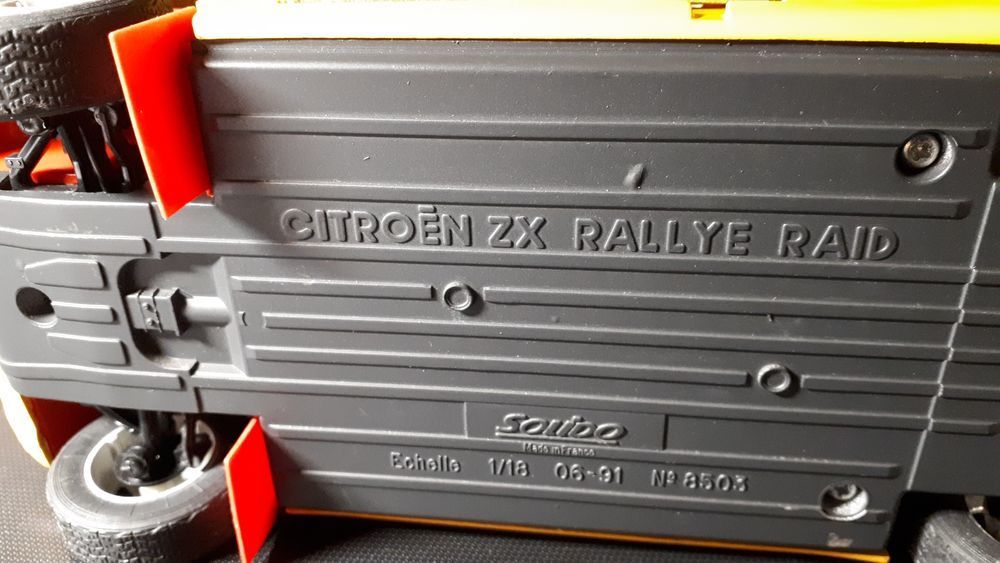 CITROËN ZX RALLYE RAID
Solido
Made in France
Echelle 1/18 06-91 Nº 8503